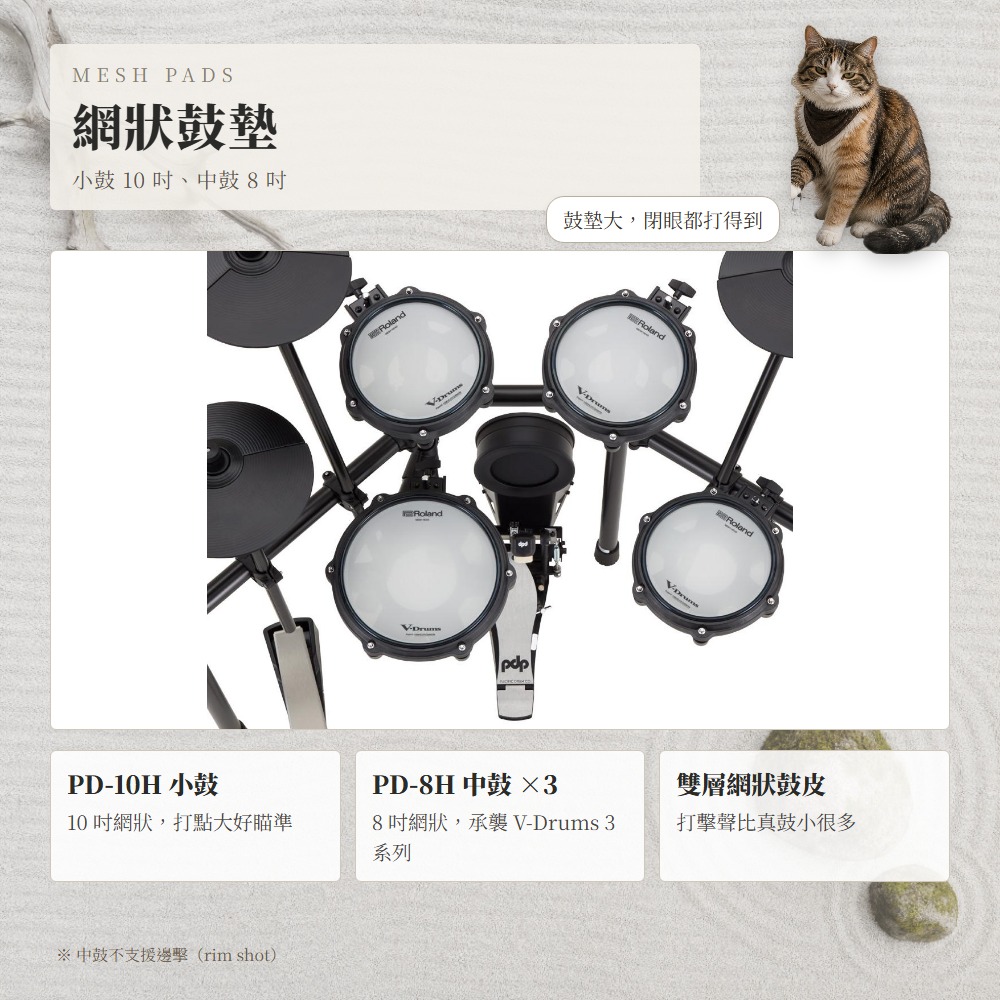 MESH PADS
網狀鼓墊
小鼓 10 吋、中鼓 8 吋
鼓墊大，閉眼都打得到
Roland
V-Drums
Roland
V-Drums
Roland
V-Drums
Roland
V-Drums
pdp
PD-10H 小鼓
10 吋網狀，打點大好瞄準
PD-8H 中鼓 ×3
8 吋網狀，承襲 V-Drums 3
系列
雙層網狀鼓皮
打擊聲比真鼓小很多
※ 中鼓不支援邊擊（rim shot）